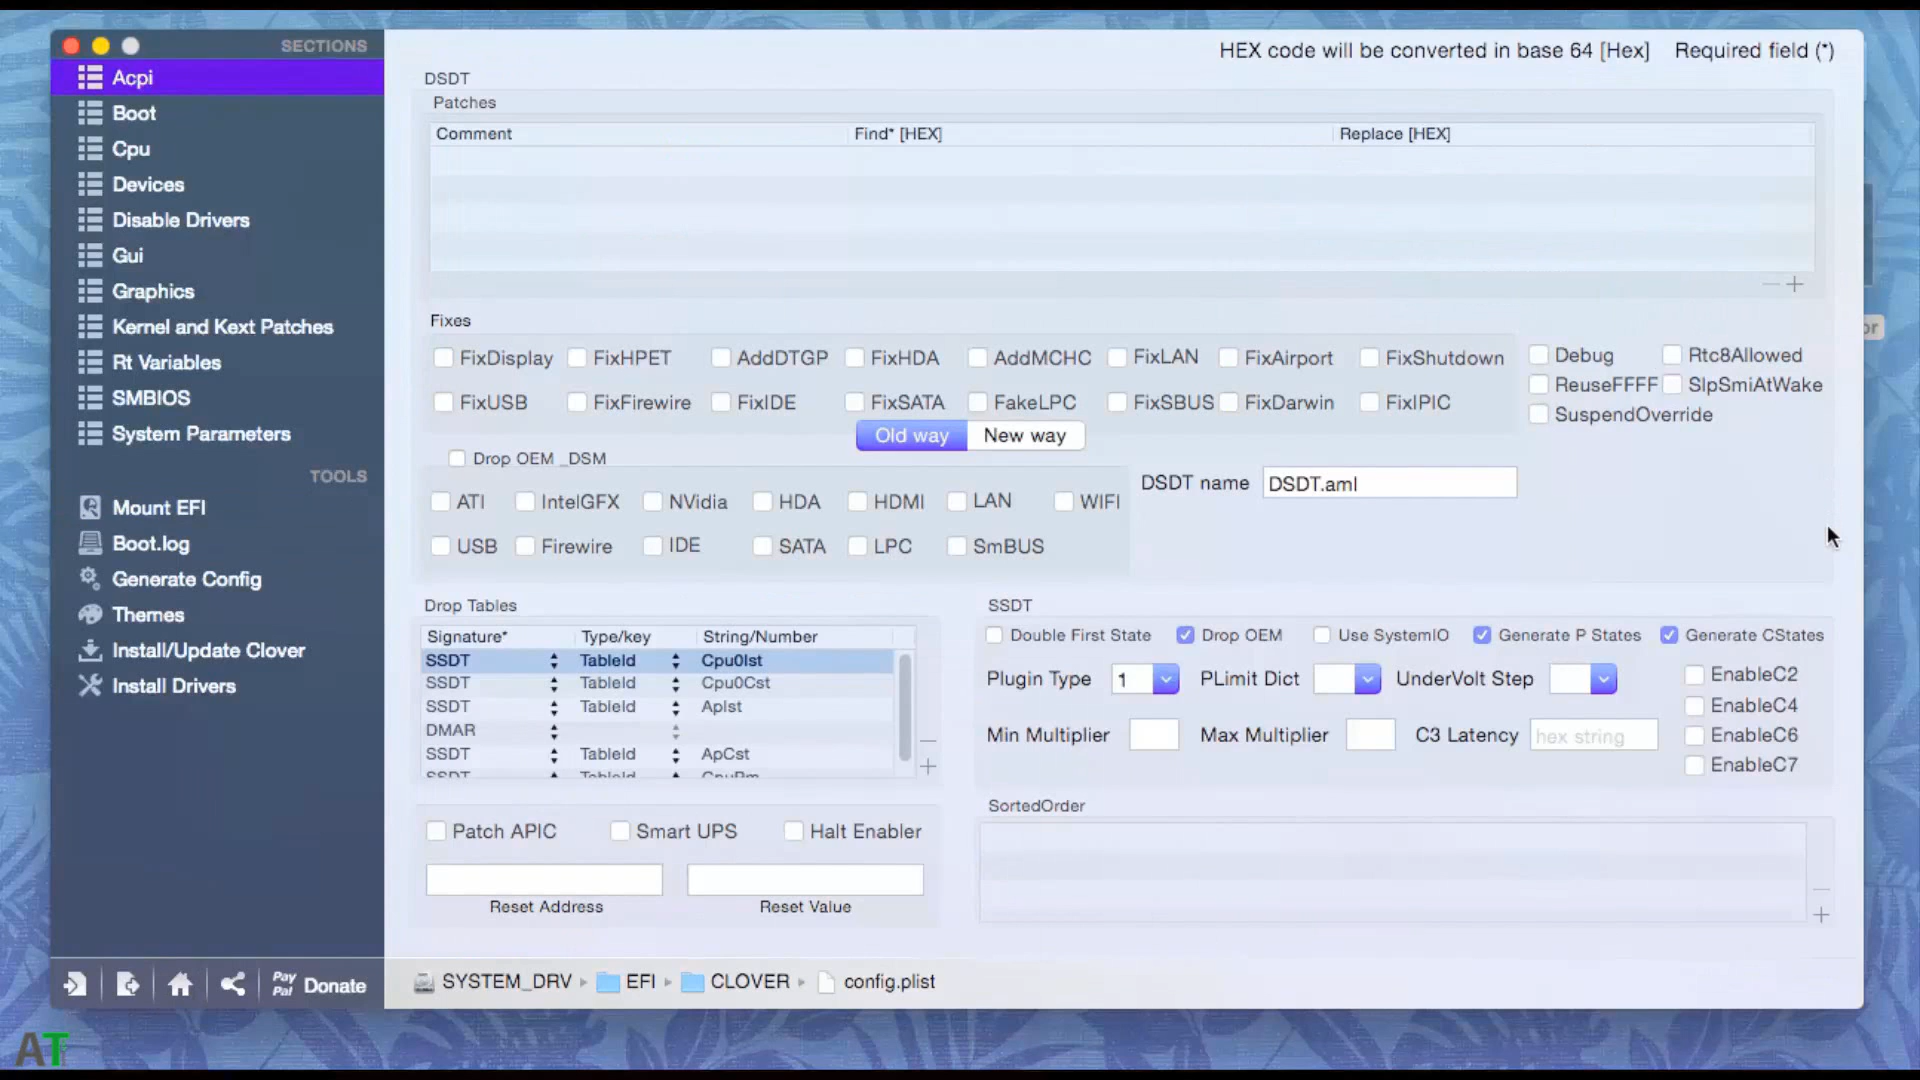 SECTIONS
Acpi
Boot
Cpu
Devices
Disable Drivers
Gui
Graphics
Kernel and Kext Patches
Rt Variables
SMBIOS
System Parameters
TOOLS
Mount EFI
Boot.log
Generate Config
Themes
Install/Update Clover
Install Drivers
Pay Pal Donate
HEX code will be converted in base 64 [Hex] Required field (*)
DSDT
Patches
Comment Find* [HEX] Replace [HEX]
Fixes
FixDisplay FixHPET AddDTGP FixHDA AddMCHC FixLAN FixAirport FixShutdown
FixUSB FixFirewire FixIDE FixSATA FakeLPC FixSBUS FixDarwin FixIPIC
Debug Rtc8Allowed
ReuseFFFF SlpSmiAtWake
SuspendOverride
Old way New way
Drop OEM _DSM
ATI IntelGFX NVidia HDA HDMI LAN WIFI
USB Firewire IDE SATA LPC SmBUS
DSDT name DSDT.aml
Drop Tables
Signature* Type/key String/Number
SSDT TableId Cpu0Ist
SSDT TableId Cpu0Cst
SSDT TableId ApIst
DMAR
SSDT TableId ApCst
SSDT TableId CpuPm
SSDT
Double First State Drop OEM Use SystemIO Generate P States Generate CStates
Plugin Type 1 PLimit Dict UnderVolt Step
Min Multiplier Max Multiplier C3 Latency hex string
EnableC2
EnableC4
EnableC6
EnableC7
SortedOrder
Patch APIC Smart UPS Halt Enabler
Reset Address Reset Value
SYSTEM_DRV EFI CLOVER config.plist
or
AT